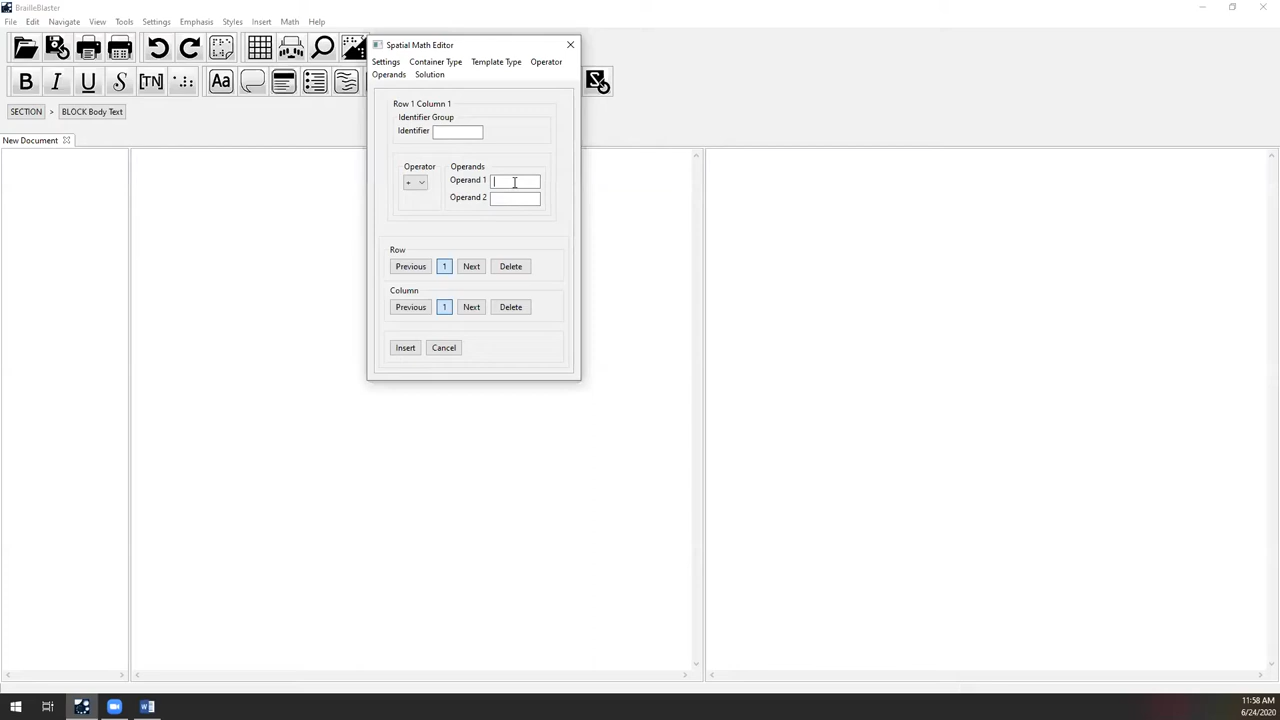 BrailleBlaster
File Edit Navigate View Tools Settings Emphasis Styles Insert Math Help
Spatial Math Editor
Settings Container Type Template Type Operator
Operands Solution
B I U S [TN] Aa
SECTION > BLOCK Body Text
New Document
Row 1 Column 1
Identifier Group
Identifier
Operator Operands
+ Operand 1
Operand 2
Row
Previous 1 Next Delete
Column
Previous 1 Next Delete
Insert Cancel
11:58 AM
6/24/2020